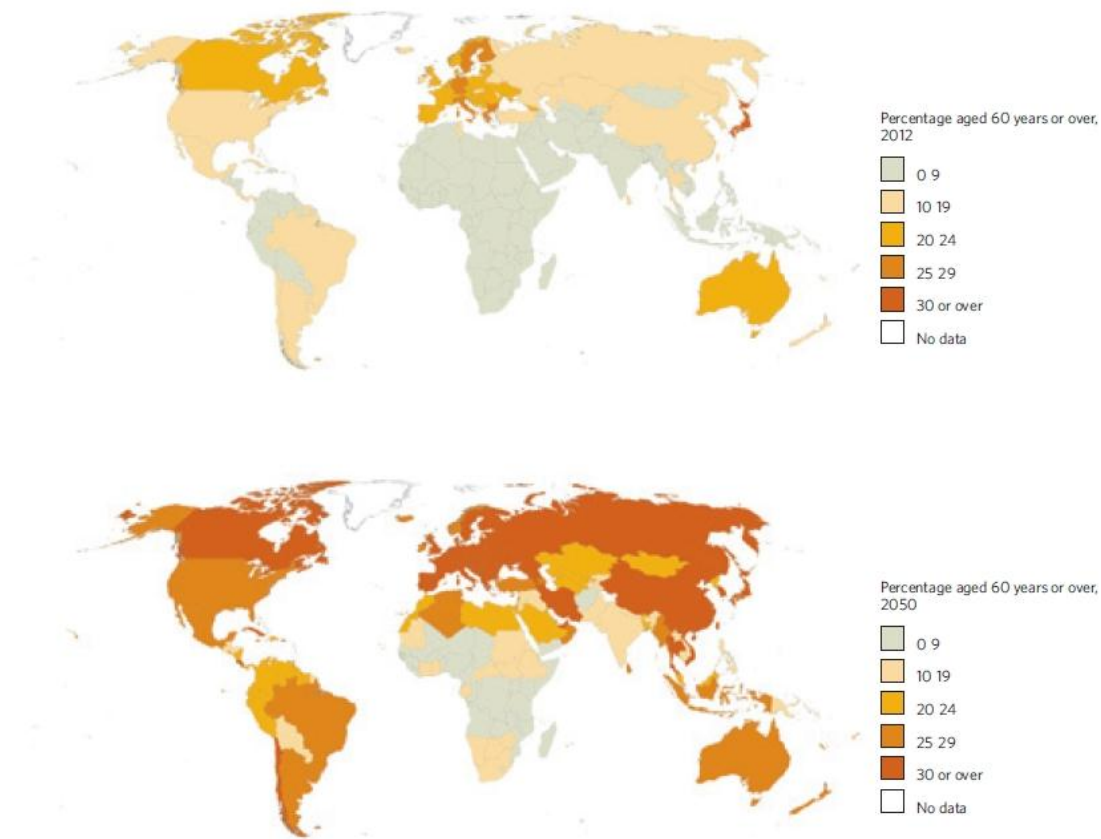 Percentage aged 60 years or over,
2012
0 9
10 19
20 24
25 29
30 or over
No data
Percentage aged 60 years or over,
2050
0 9
10 19
20 24
25 29
30 or over
No data